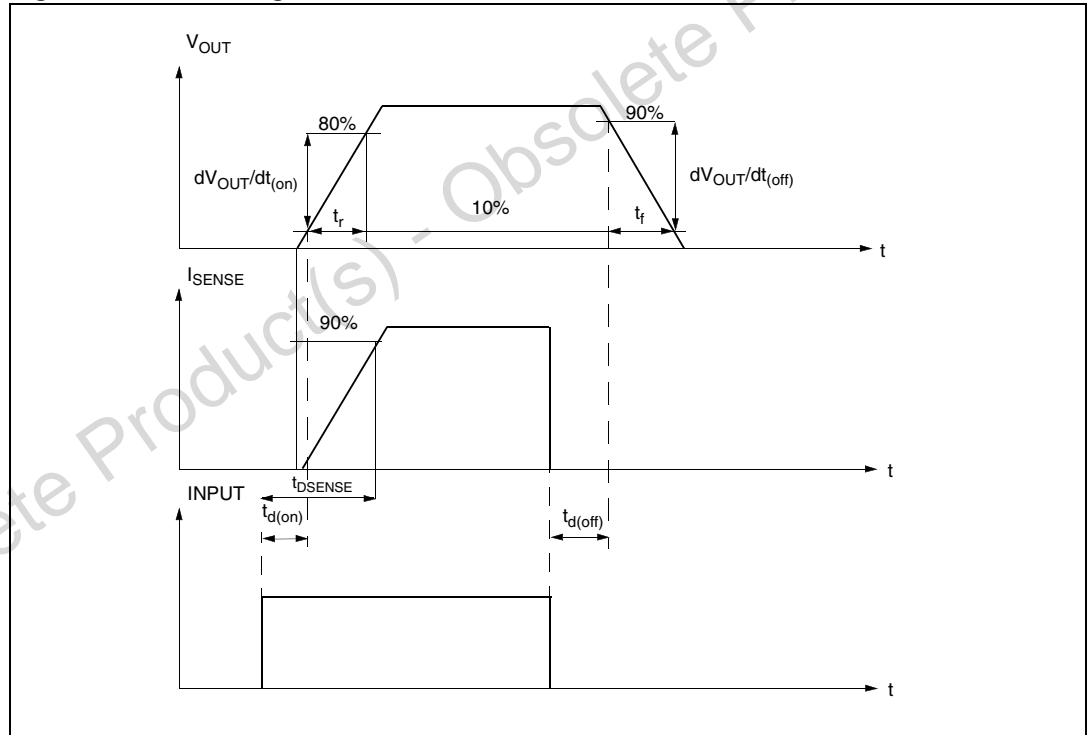 V_OUT
80%
90%
dV_OUT/dt_(on)
dV_OUT/dt_(off)
t_r
10%
t_f
t
I_SENSE
90%
t
t_DSENSE
INPUT
t_d(on)
t_d(off)
t
Obsolete Product(s) - Obsolete P